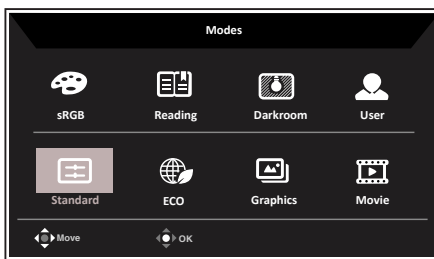 Modes
sRGB Reading Darkroom User
Standard ECO Graphics Movie
Move OK